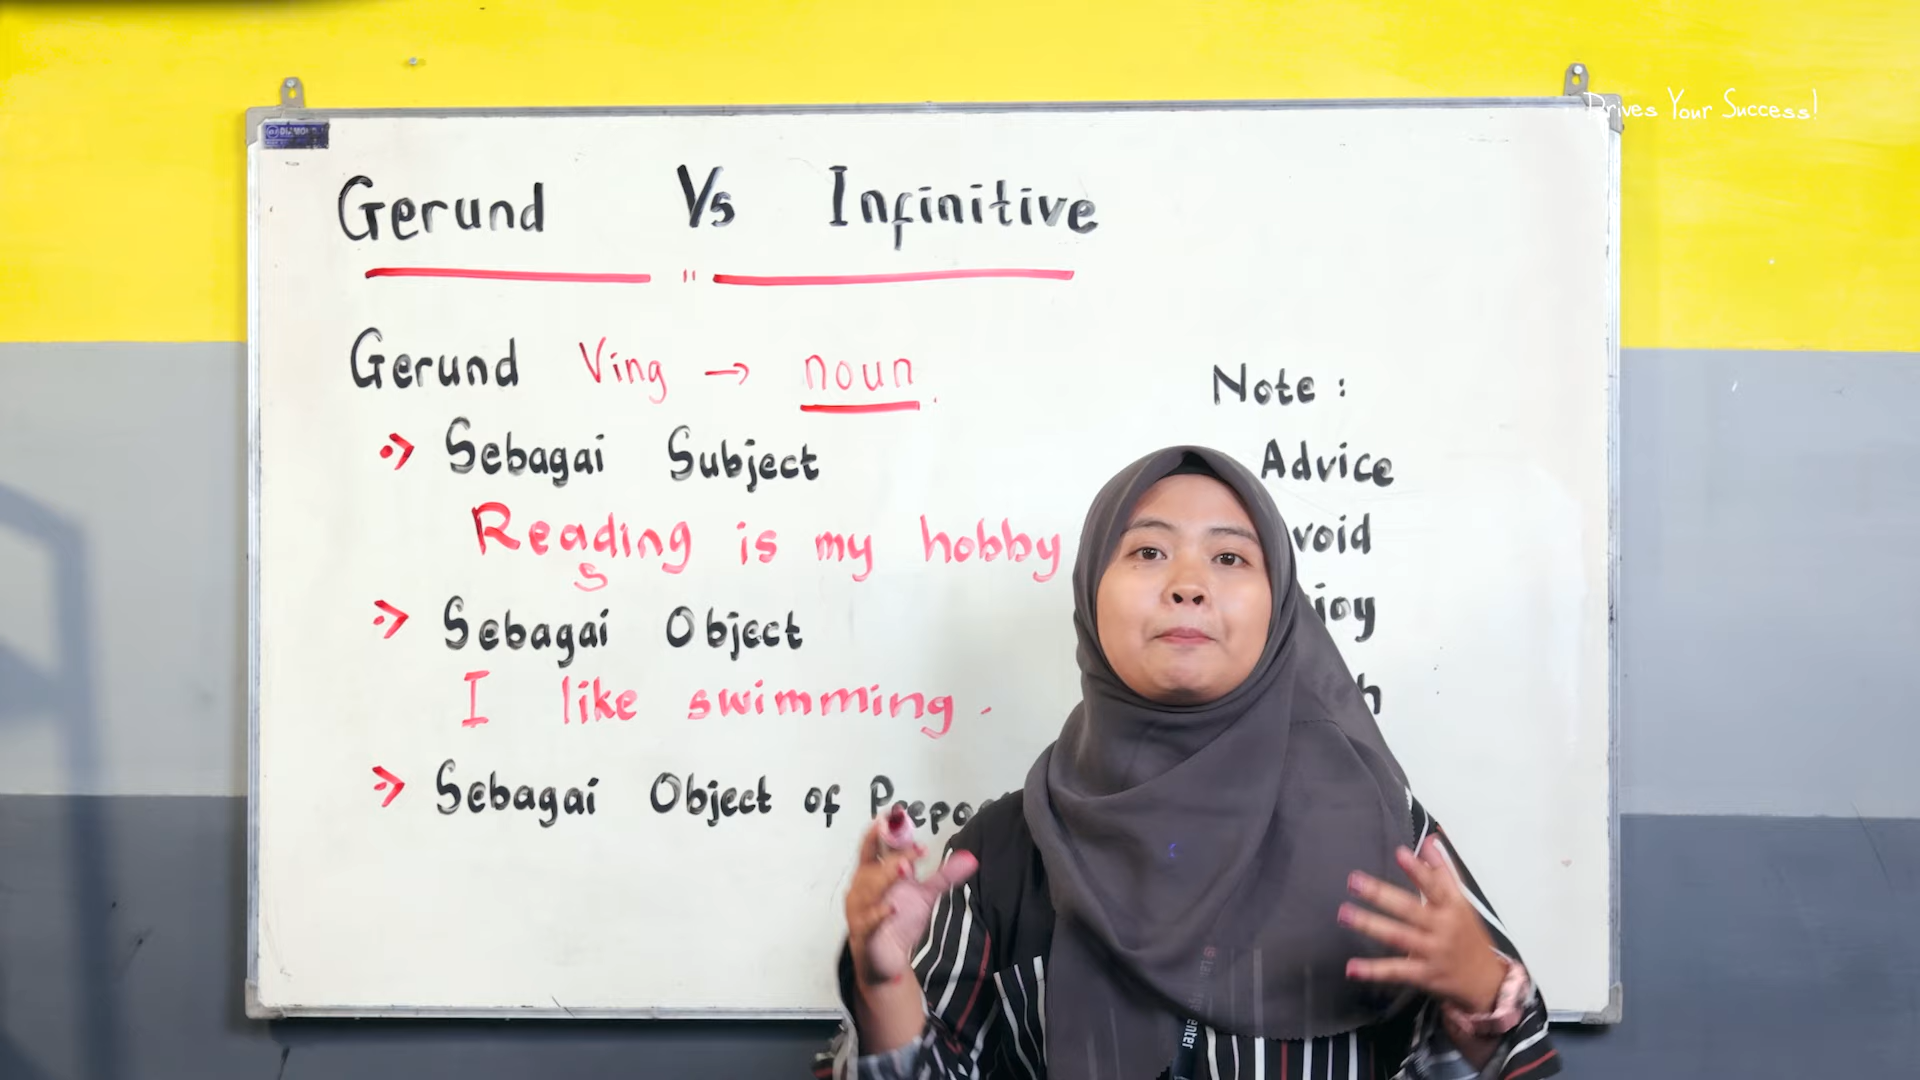 Drives Your Success!
DIAMOND
Gerund Vs Infinitive
Gerund Ving → noun
Sebagai Subject
Reading is my hobby
S
Sebagai Object
I like swimming.
Sebagai Object of
Note :
Advice